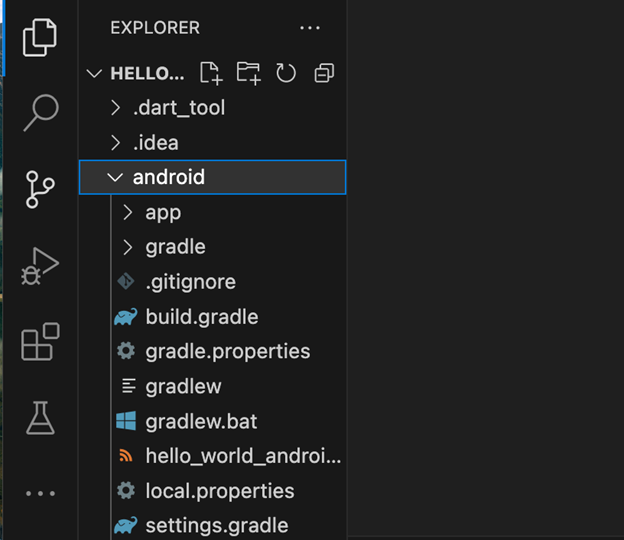 EXPLORER
HELLO...
.dart_tool
.idea
android
app
gradle
.gitignore
build.gradle
gradle.properties
gradlew
gradlew.bat
hello_world_androi...
local.properties
settings.gradle